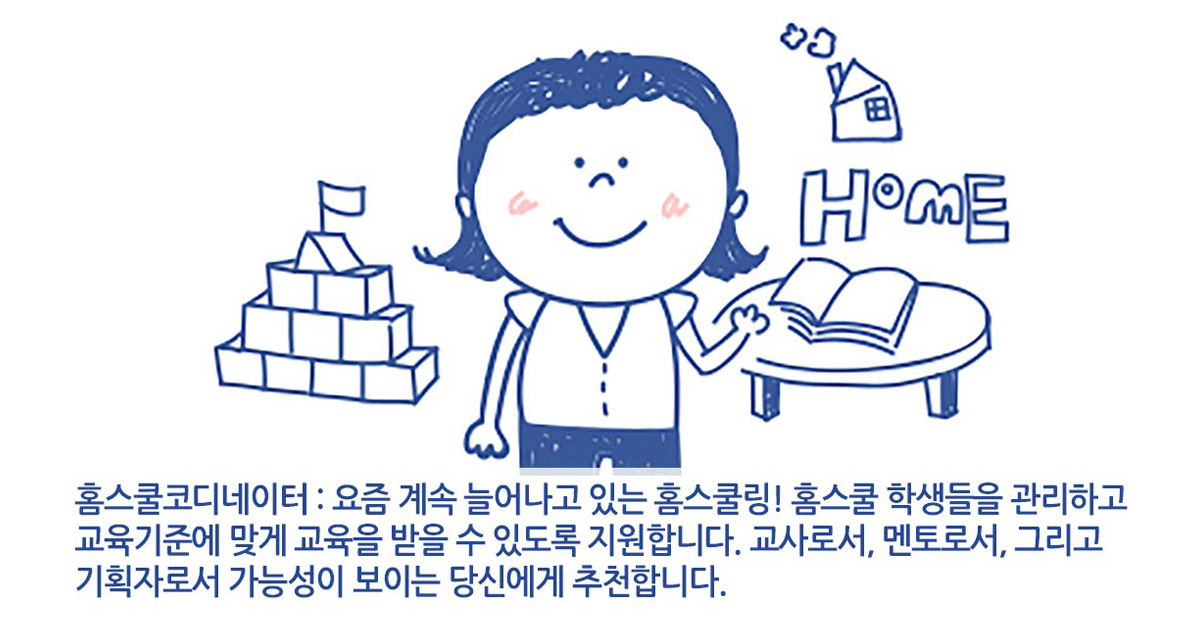 HOME
홈스쿨코디네이터 : 요즘 계속 늘어나고 있는 홈스쿨링! 홈스쿨 학생들을 관리하고
교육기준에 맞게 교육을 받을 수 있도록 지원합니다. 교사로서, 멘토로서, 그리고
기획자로서 가능성이 보이는 당신에게 추천합니다.